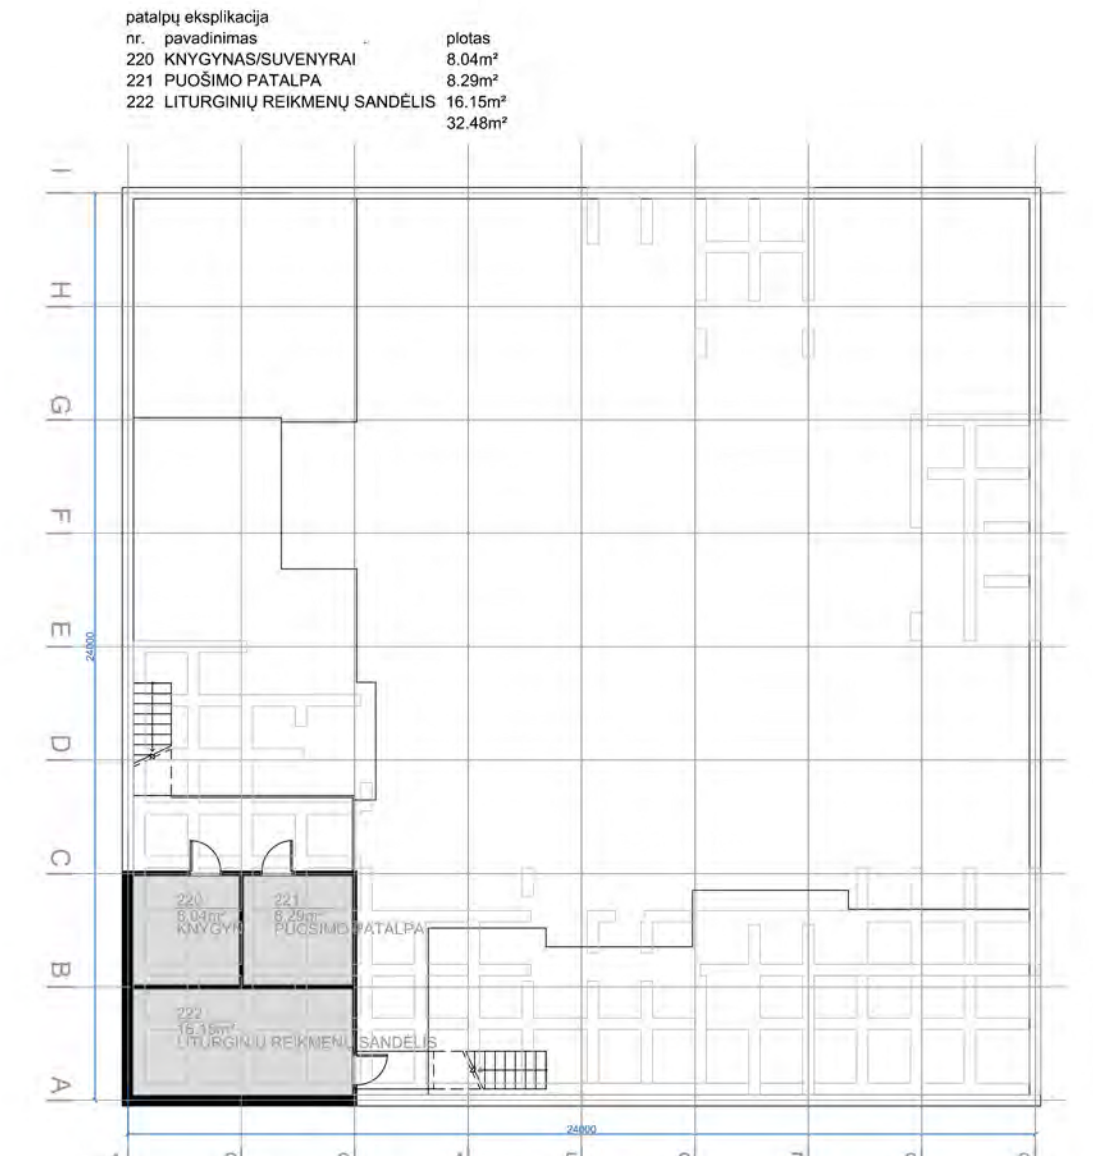 patalpų eksplikacija
nr. pavadinimas plotas
220 KNYGYNAS/SUVENYRAI 8.04m²
221 PUOŠIMO PATALPA 8.29m²
222 LITURGINIŲ REIKMENŲ SANDĖLIS 16.15m²
32.48m²
I
H
G
F
E
24000
D
C
220 221
8.04m² 8.29m²
KNYGYN PUOŠIMO PATALPA
B
222
16.15m²
LITURGINIŲ REIKMENŲ SANDĖLIS
A
24000